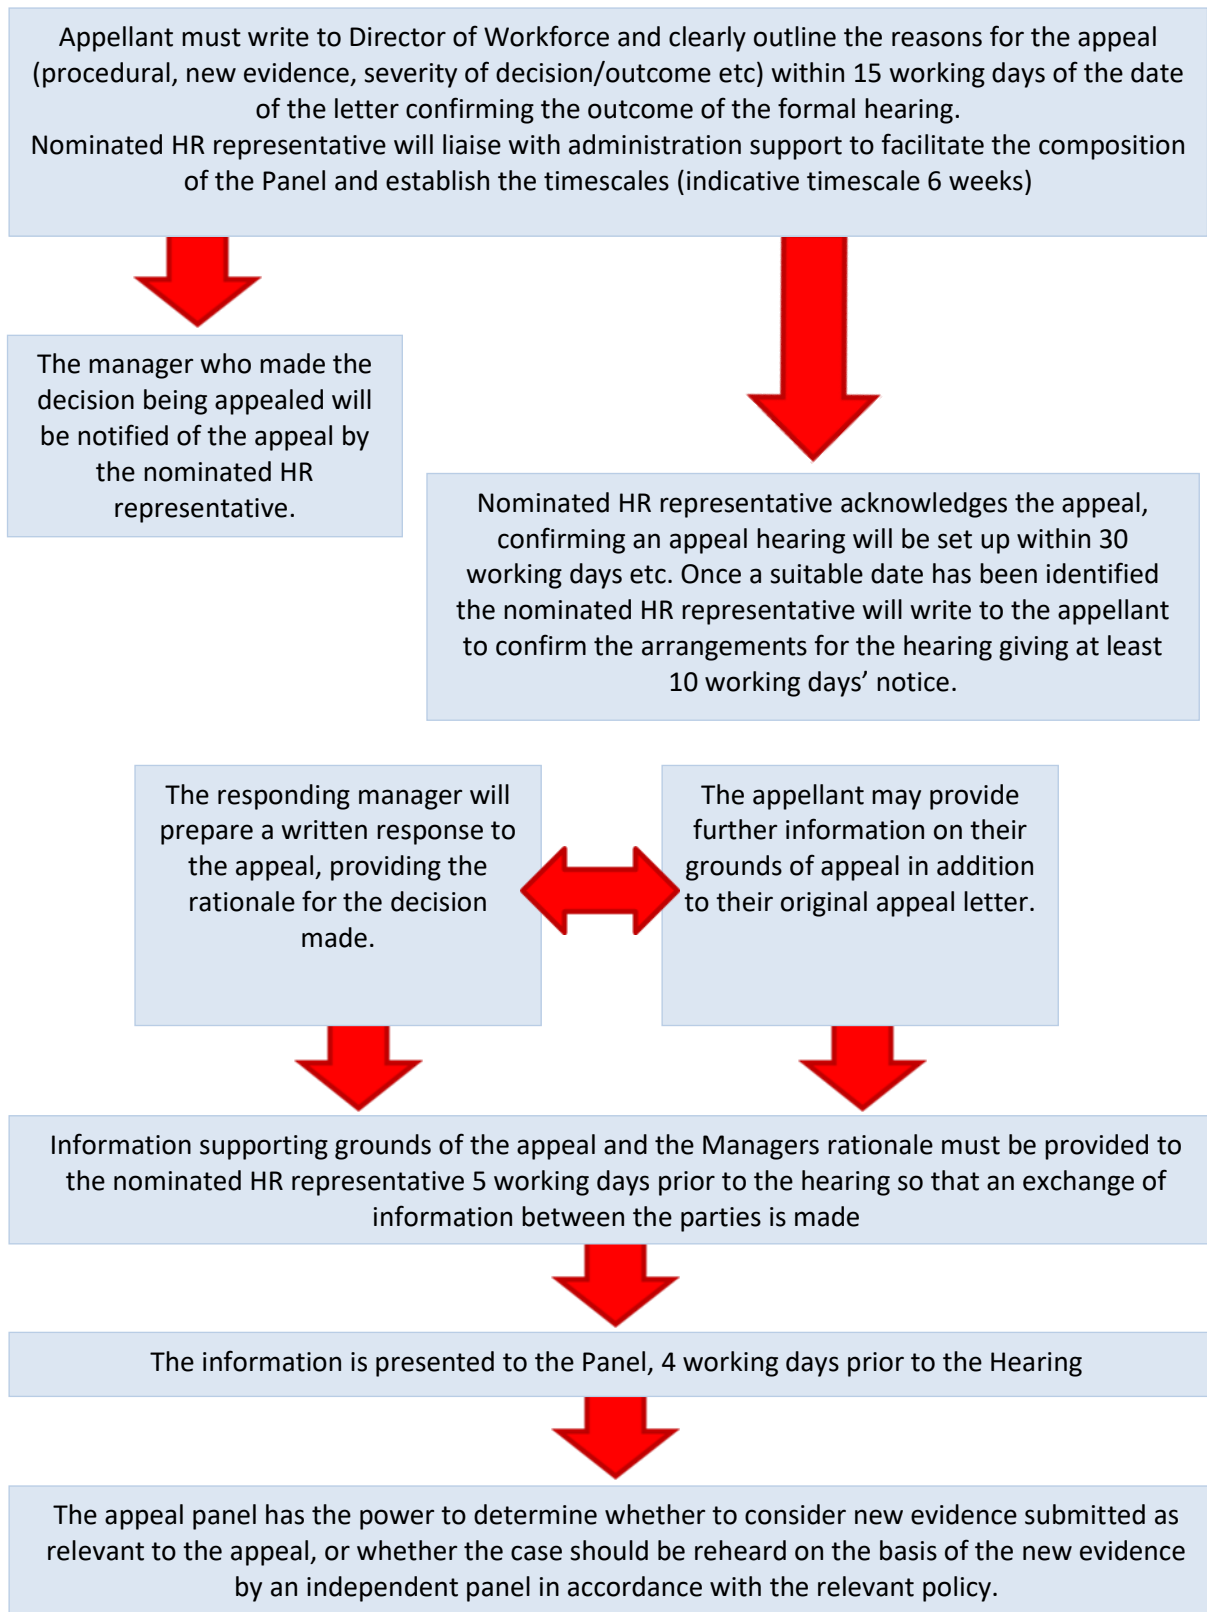 Appellant must write to Director of Workforce and clearly outline the reasons for the appeal
(procedural, new evidence, severity of decision/outcome etc) within 15 working days of the date
of the letter confirming the outcome of the formal hearing.
Nominated HR representative will liaise with administration support to facilitate the composition
of the Panel and establish the timescales (indicative timescale 6 weeks)
The manager who made the
decision being appealed will
be notified of the appeal by
the nominated HR
representative.
Nominated HR representative acknowledges the appeal,
confirming an appeal hearing will be set up within 30
working days etc. Once a suitable date has been identified
the nominated HR representative will write to the appellant
to confirm the arrangements for the hearing giving at least
10 working days’ notice.
The responding manager will
prepare a written response to
the appeal, providing the
rationale for the decision
made.
The appellant may provide
further information on their
grounds of appeal in addition
to their original appeal letter.
Information supporting grounds of the appeal and the Managers rationale must be provided to
the nominated HR representative 5 working days prior to the hearing so that an exchange of
information between the parties is made
The information is presented to the Panel, 4 working days prior to the Hearing
The appeal panel has the power to determine whether to consider new evidence submitted as
relevant to the appeal, or whether the case should be reheard on the basis of the new evidence
by an independent panel in accordance with the relevant policy.